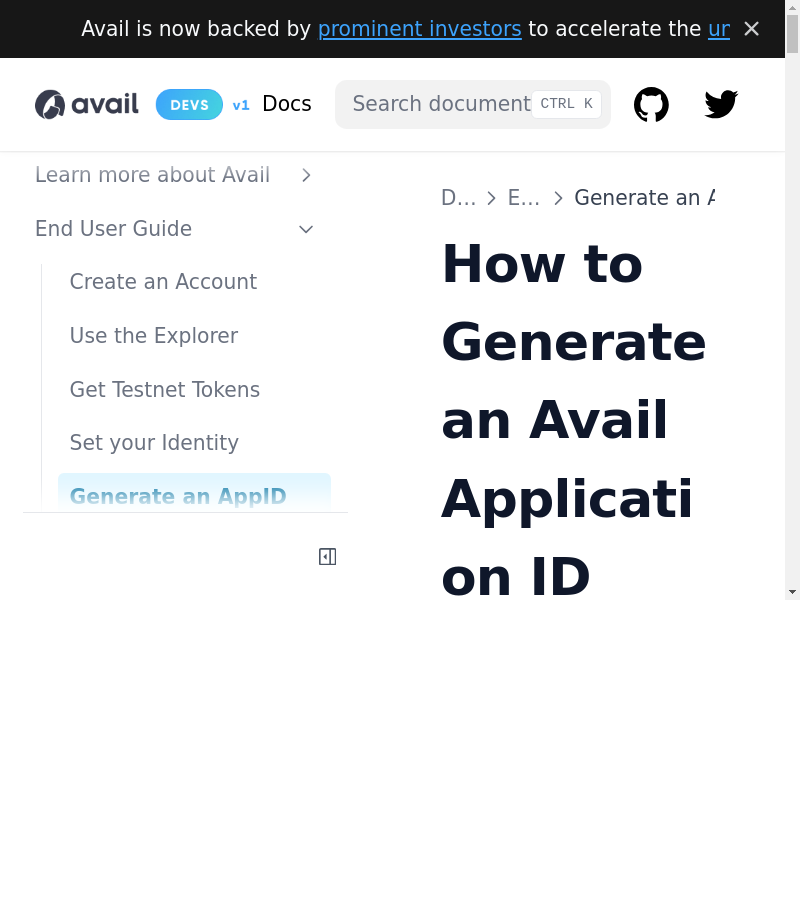 Avail is now backed by prominent investors to accelerate the ur
avail DEVS v1 Docs Search document CTRL K
Learn more about Avail
End User Guide
Create an Account
Use the Explorer
Get Testnet Tokens
Set your Identity
Generate an AppID
D… E… Generate an A
How to
Generate
an Avail
Applicati
on ID